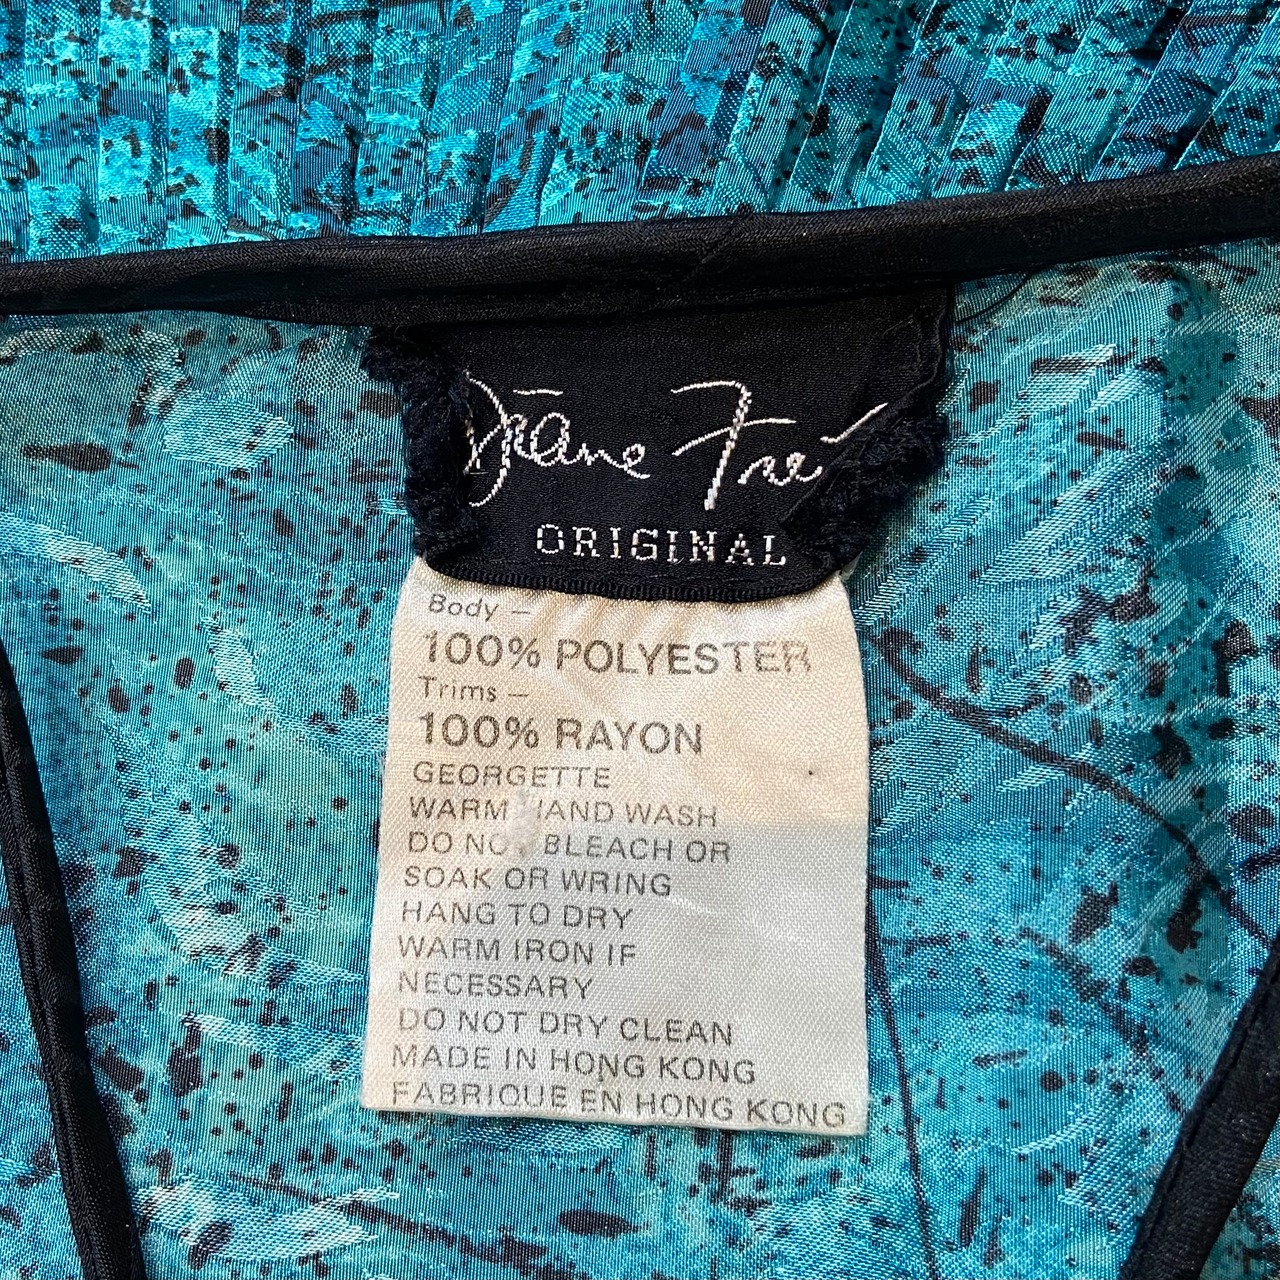 Diane Freé
ORIGINAL
Body –
100% POLYESTER
Trims –
100% RAYON
GEORGETTE
WARM HAND WASH
DO NOT BLEACH OR
SOAK OR WRING
HANG TO DRY
WARM IRON IF
NECESSARY
DO NOT DRY CLEAN
MADE IN HONG KONG
FABRIQUE EN HONG KONG